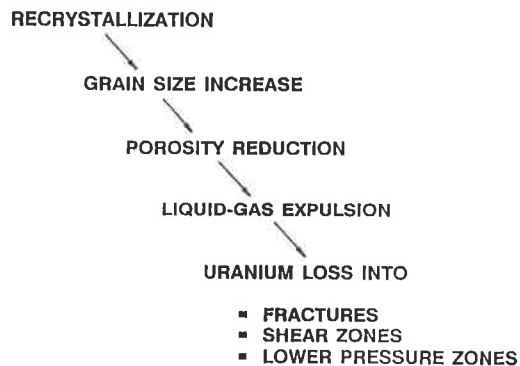 RECRYSTALLIZATION
GRAIN SIZE INCREASE
POROSITY REDUCTION
LIQUID-GAS EXPULSION
URANIUM LOSS INTO
▪ FRACTURES
▪ SHEAR ZONES
▪ LOWER PRESSURE ZONES